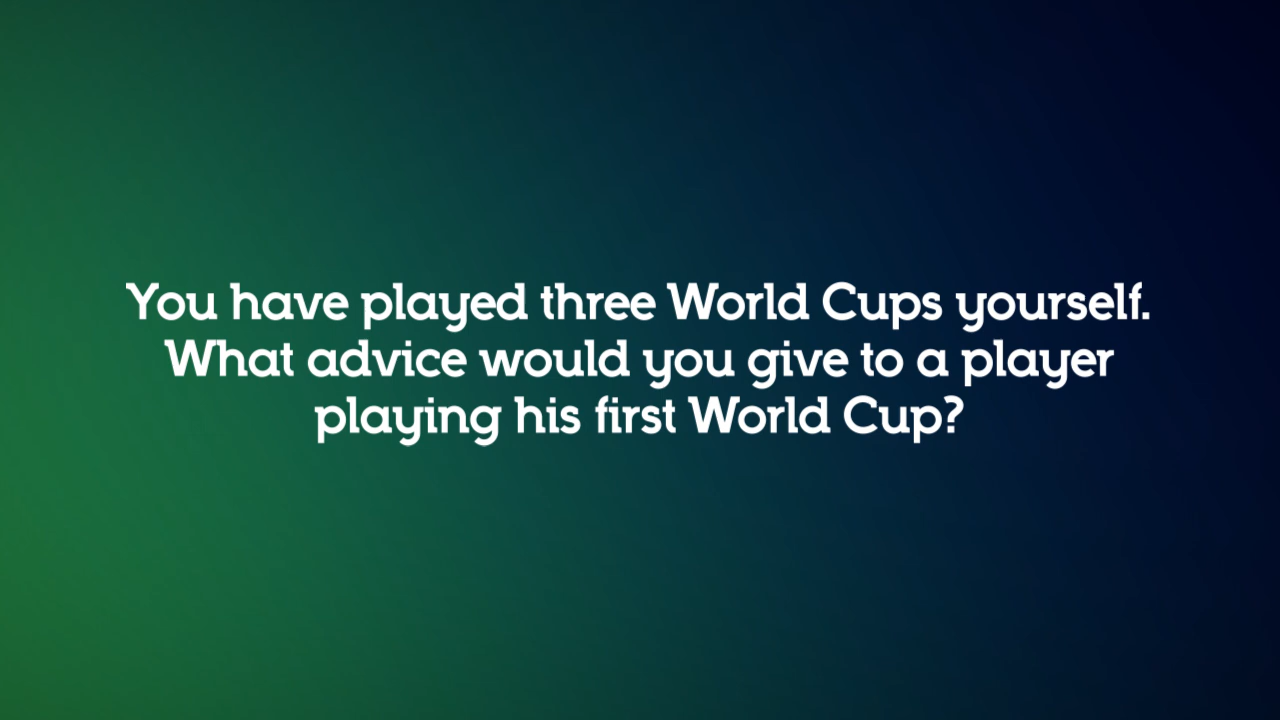 You have played three World Cups yourself.
What advice would you give to a player
playing his first World Cup?